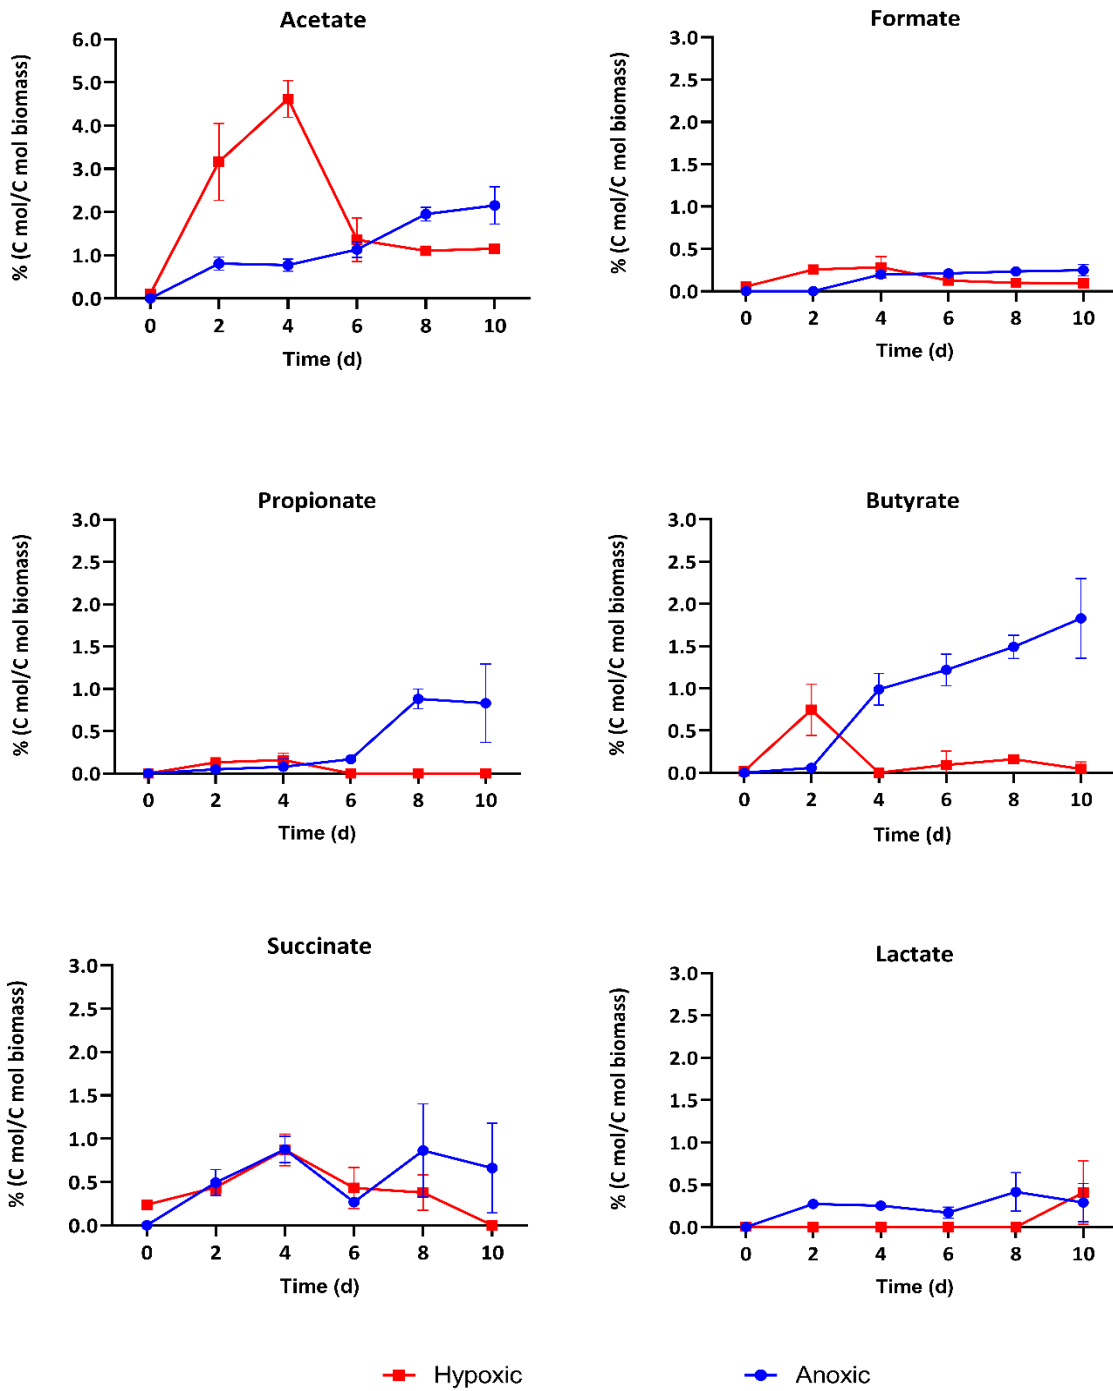 Acetate
% (C mol/C mol biomass)
6.0
5.0
4.0
3.0
2.0
1.0
0.0
0 2 4 6 8 10
Time (d)
Formate
% (C mol/C mol biomass)
3.0
2.5
2.0
1.5
1.0
0.5
0.0
0 2 4 6 8 10
Time (d)
Propionate
% (C mol/C mol biomass)
3.0
2.5
2.0
1.5
1.0
0.5
0.0
0 2 4 6 8 10
Time (d)
Butyrate
% (C mol/C mol biomass)
3.0
2.5
2.0
1.5
1.0
0.5
0.0
0 2 4 6 8 10
Time (d)
Succinate
% (C mol/C mol biomass)
3.0
2.5
2.0
1.5
1.0
0.5
0.0
0 2 4 6 8 10
Time (d)
Lactate
% (C mol/C mol biomass)
3.0
2.5
2.0
1.5
1.0
0.5
0.0
0 2 4 6 8 10
Time (d)
Hypoxic
Anoxic